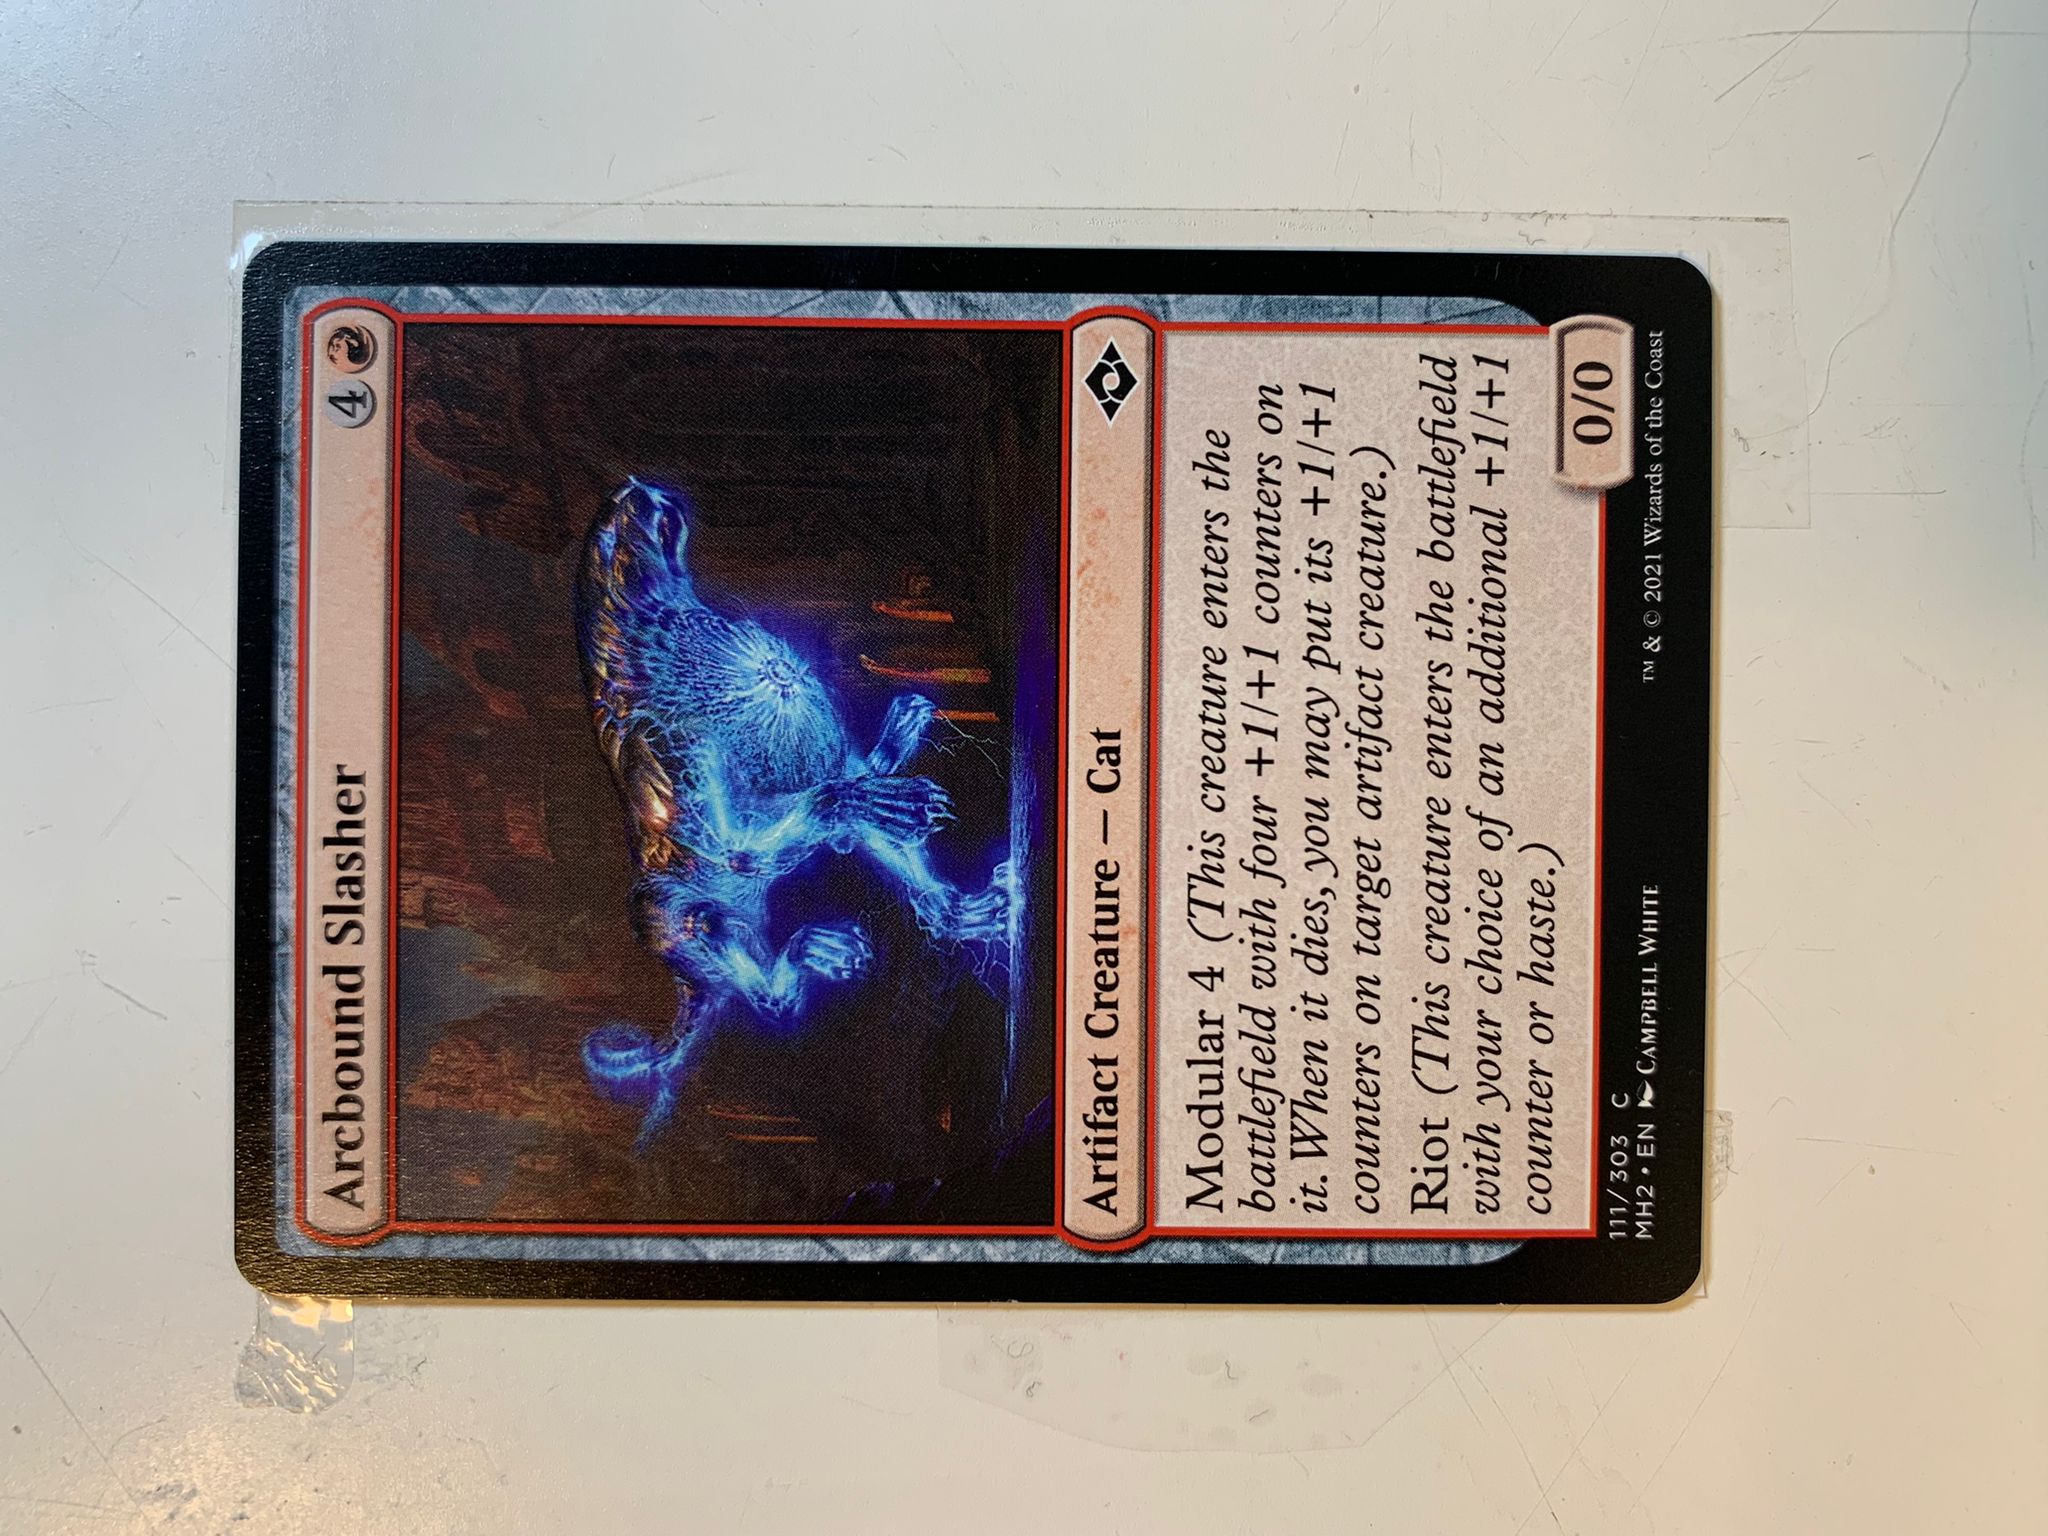 Arcbound Slasher 4
Artifact Creature — Cat
Modular 4 (This creature enters the
battlefield with four +1/+1 counters on
it. When it dies, you may put its +1/+1
counters on target artifact creature.)
Riot (This creature enters the battlefield
with your choice of an additional +1/+1
counter or haste.)
0/0
111/303 C
MH2 • EN CAMPBELL WHITE
™ & © 2021 Wizards of the Coast